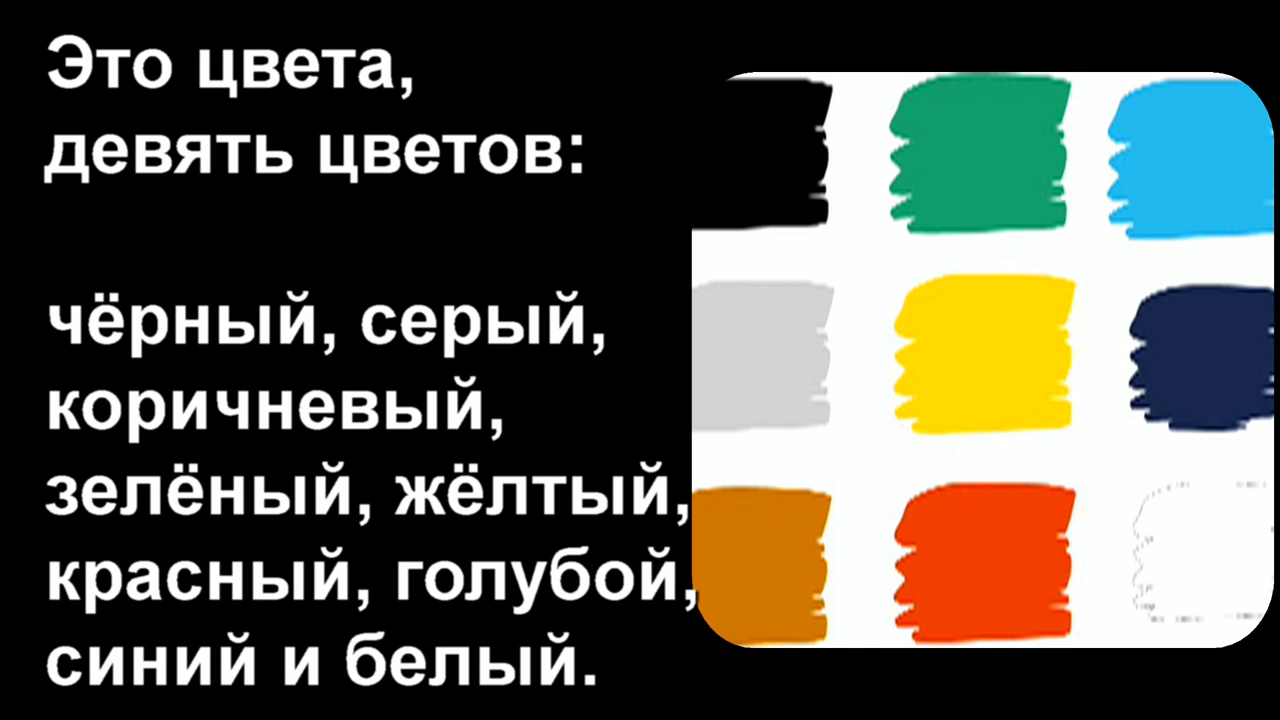 Это цвета,
девять цветов:
чёрный, серый,
коричневый,
зелёный, жёлтый,
красный, голубой,
синий и белый.